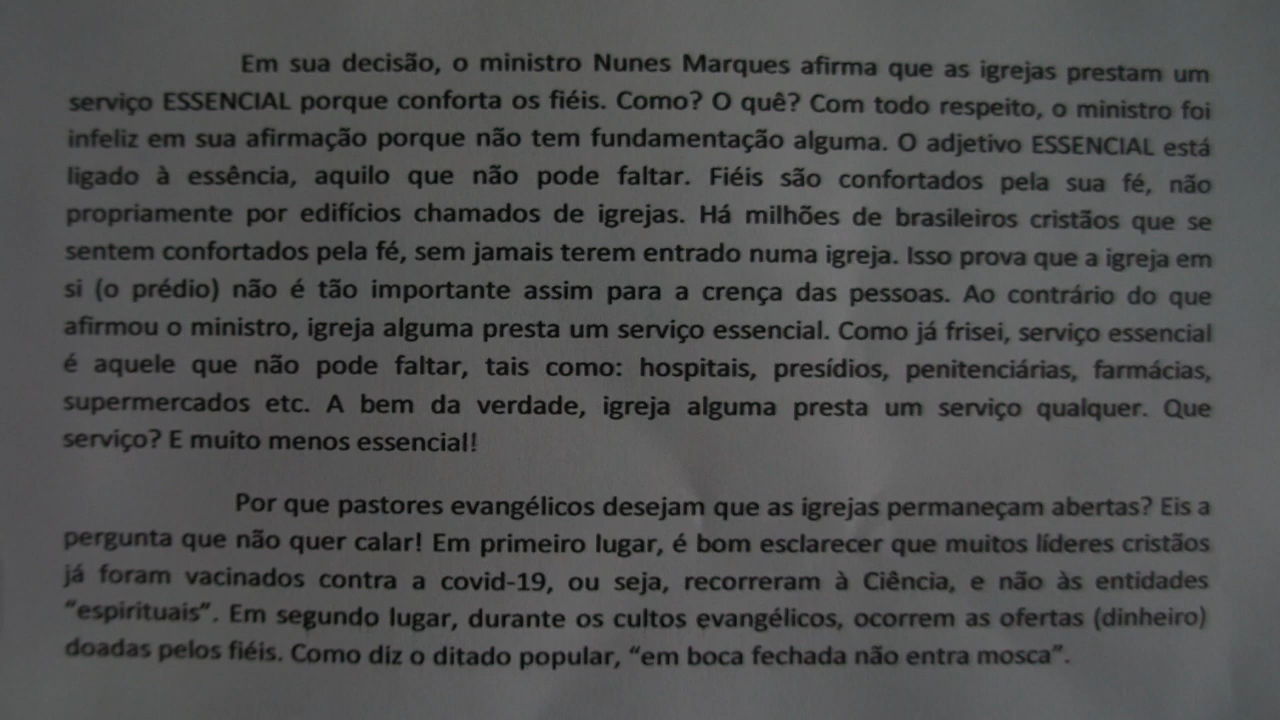 Em sua decisão, o ministro Nunes Marques afirma que as igrejas prestam um
serviço ESSENCIAL porque conforta os fiéis. Como? O quê? Com todo respeito, o ministro foi
infeliz em sua afirmação porque não tem fundamentação alguma. O adjetivo ESSENCIAL está
ligado à essência, aquilo que não pode faltar. Fiéis são confortados pela sua fé, não
propriamente por edifícios chamados de igrejas. Há milhões de brasileiros cristãos que se
sentem confortados pela fé, sem jamais terem entrado numa igreja. Isso prova que a igreja em
si (o prédio) não é tão importante assim para a crença das pessoas. Ao contrário do que
afirmou o ministro, igreja alguma presta um serviço essencial. Como já frisei, serviço essencial
é aquele que não pode faltar, tais como: hospitais, presídios, penitenciárias, farmácias,
supermercados etc. A bem da verdade, igreja alguma presta um serviço qualquer. Que
serviço? E muito menos essencial!
Por que pastores evangélicos desejam que as igrejas permaneçam abertas? Eis a
pergunta que não quer calar! Em primeiro lugar, é bom esclarecer que muitos líderes cristãos
já foram vacinados contra a covid-19, ou seja, recorreram à Ciência, e não às entidades
“espirituais”. Em segundo lugar, durante os cultos evangélicos, ocorrem as ofertas (dinheiro)
doadas pelos fiéis. Como diz o ditado popular, “em boca fechada não entra mosca”.